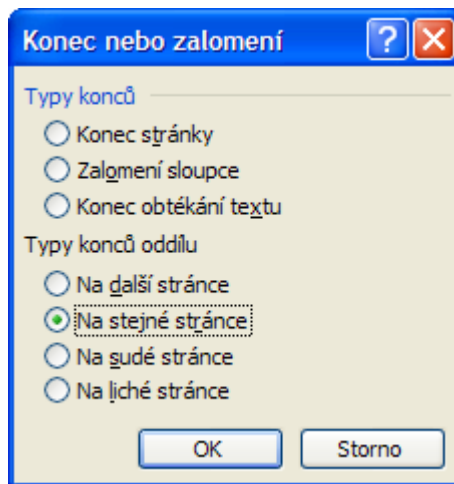 Konec nebo zalomení
Typy konců
Konec stránky
Zalomení sloupce
Konec obtékání textu
Typy konců oddílu
Na další stránce
Na stejné stránce
Na sudé stránce
Na liché stránce
OK Storno